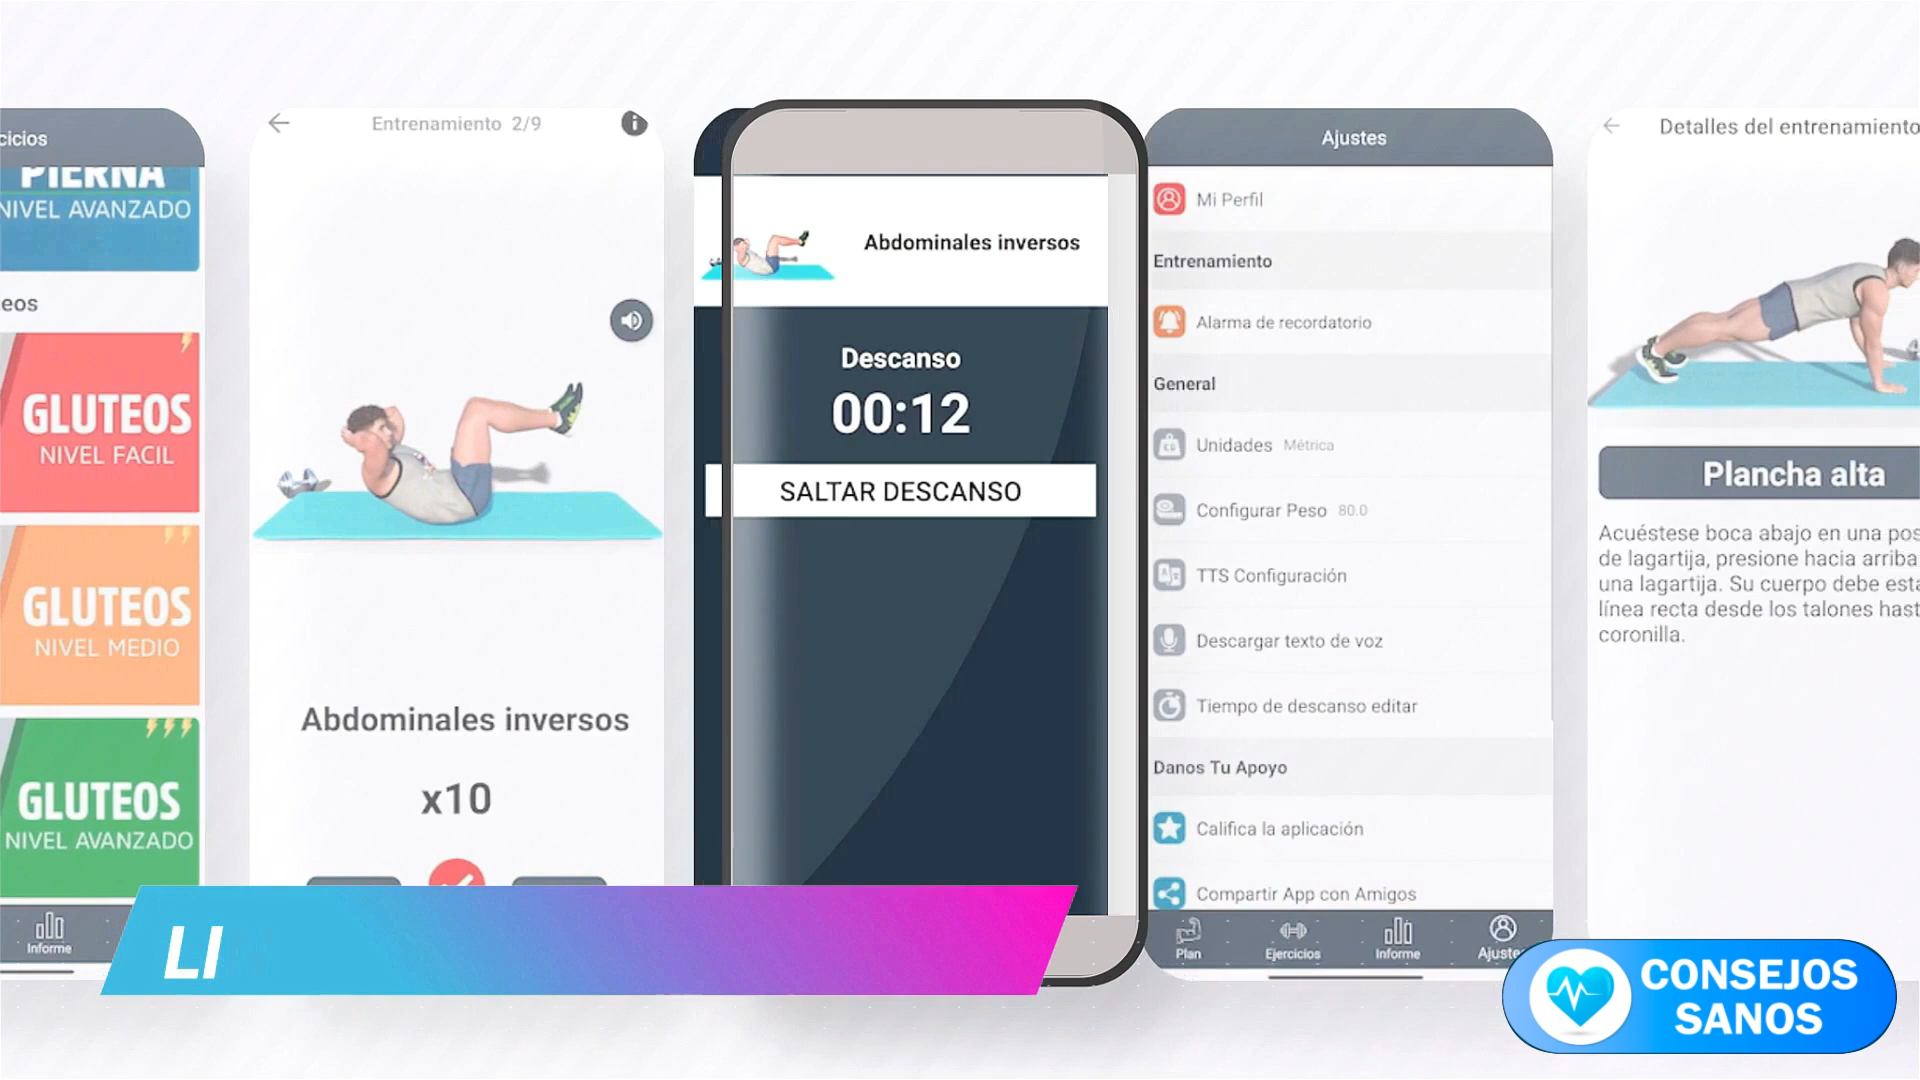 cicios
PIERNA
NIVEL AVANZADO
eos
GLUTEOS
NIVEL FACIL
GLUTEOS
NIVEL MEDIO
GLUTEOS
NIVEL AVANZADO
Informe
Entrenamiento 2/9
Abdominales inversos
x10
Abdominales inversos
Descanso
00:12
SALTAR DESCANSO
Ajustes
Mi Perfil
Entrenamiento
Alarma de recordatorio
General
Unidades Métrica
Configurar Peso 80.0
TTS Configuración
Descargar texto de voz
Tiempo de descanso editar
Danos Tu Apoyo
Califica la aplicación
Compartir App con Amigos
Plan
Ejercicios
Informe
Ajuste
Detalles del entrenamiento
Plancha alta
Acuéstese boca abajo en una pos
de lagartija, presione hacia arriba
una lagartija. Su cuerpo debe esta
línea recta desde los talones hast
coronilla.
LI
CONSEJOS
SANOS